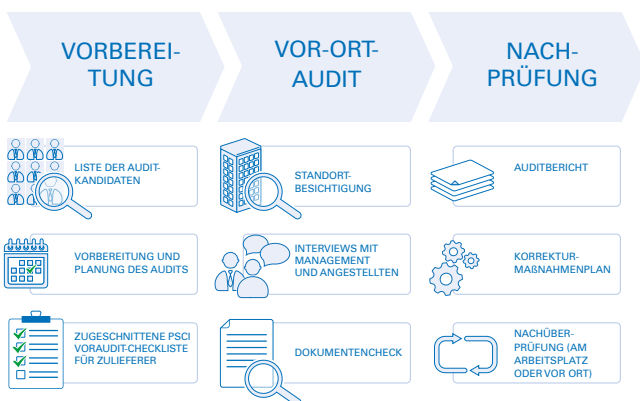 VORBEREI-
TUNG
VOR-ORT-
AUDIT
NACH-
PRÜFUNG
LISTE DER AUDIT-
KANDIDATEN
STANDORT-
BESICHTIGUNG
AUDITBERICHT
VORBEREITUNG UND
PLANUNG DES AUDITS
INTERVIEWS MIT
MANAGEMENT
UND ANGESTELLTEN
KORREKTUR-
MAßNAHMENPLAN
ZUGESCHNITTENE PSCI
VORAUDIT-CHECKLISTE
FÜR ZULIEFERER
DOKUMENTENCHECK
NACHÜBER-
PRÜFUNG (AM
ARBEITSPLATZ
ODER VOR ORT)